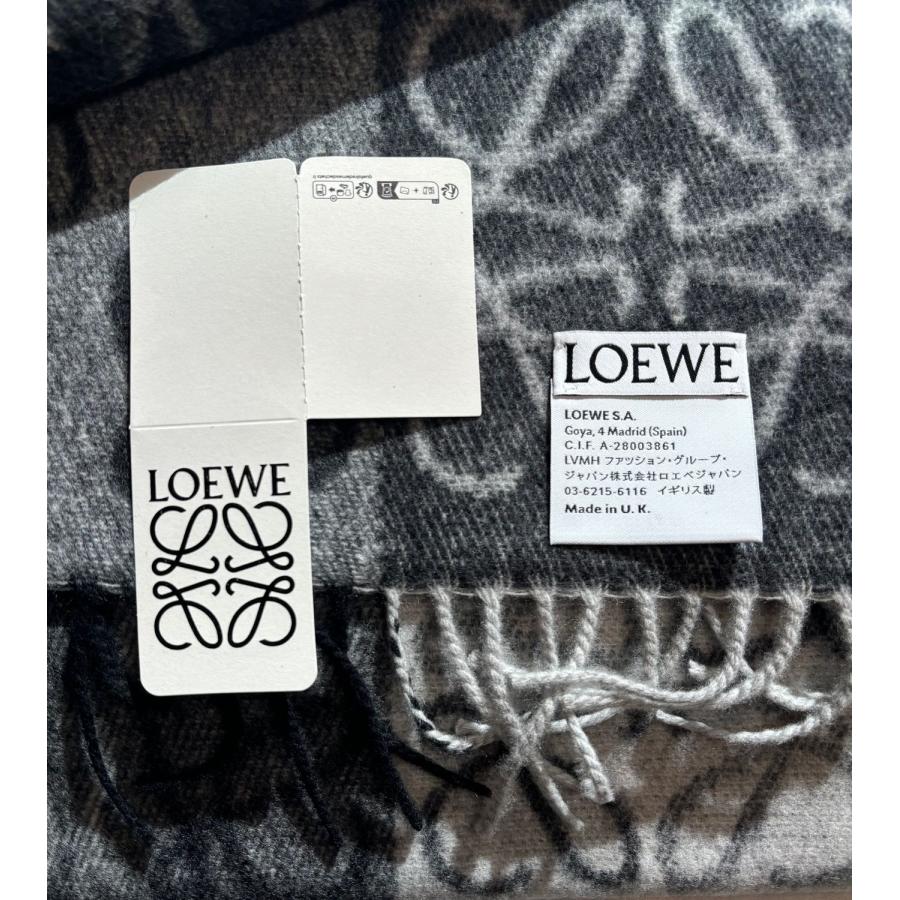 quefairedemesdechets.fr
LOEWE
LOEWE
LOEWE S.A.
Goya, 4 Madrid (Spain)
C.I.F. A-28003861
LVMH ファッション・グループ・
ジャパン株式会社ロエベジャパン
03-6215-6116 イギリス製
Made in U. K.